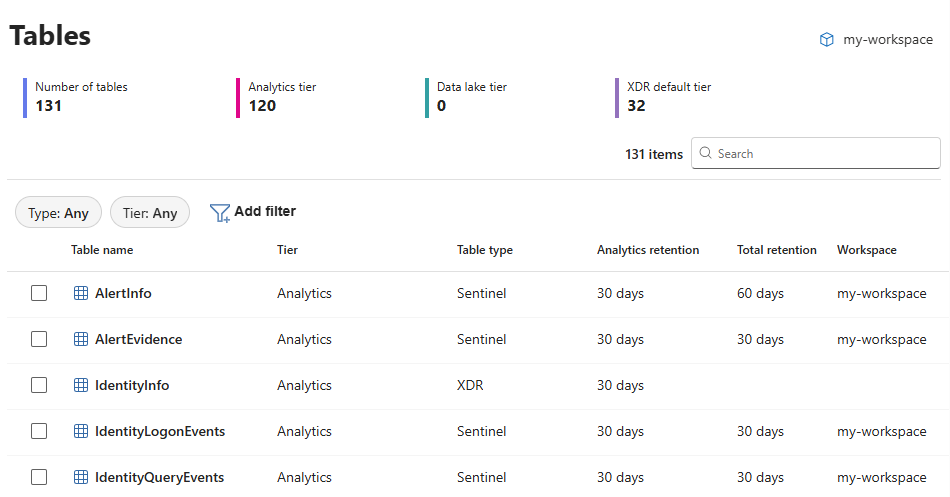 Tables
my-workspace
Number of tables Analytics tier Data lake tier XDR default tier
131 120 0 32
131 items Search
Type: Any Tier: Any Add filter
Table name Tier Table type Analytics retention Total retention Workspace
AlertInfo Analytics Sentinel 30 days 60 days my-workspace
AlertEvidence Analytics Sentinel 30 days 30 days my-workspace
IdentityInfo Analytics XDR 30 days
IdentityLogonEvents Analytics Sentinel 30 days 30 days my-workspace
IdentityQueryEvents Analytics Sentinel 30 days 30 days my-workspace